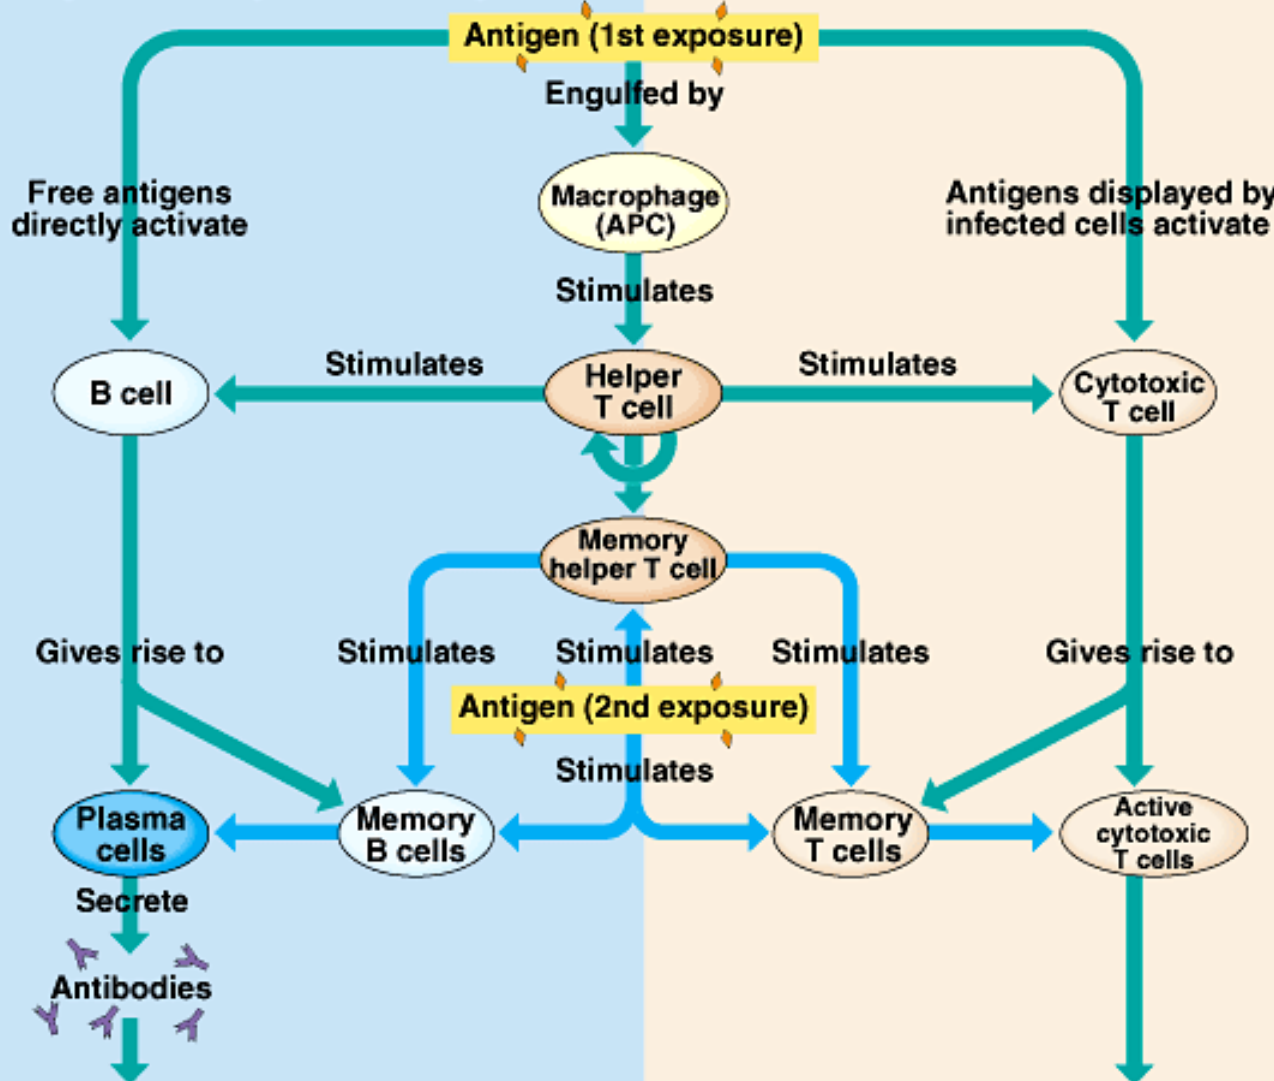 Antigen (1st exposure)
Engulfed by
Free antigens
directly activate
Macrophage
(APC)
Antigens displayed by
infected cells activate
Stimulates
B cell
Stimulates
Helper
T cell
Stimulates
Cytotoxic
T cell
Memory
helper T cell
Gives rise to
Stimulates
Stimulates
Stimulates
Gives rise to
Antigen (2nd exposure)
Stimulates
Plasma
cells
Memory
B cells
Memory
T cells
Active
cytotoxic
T cells
Secrete
Antibodies